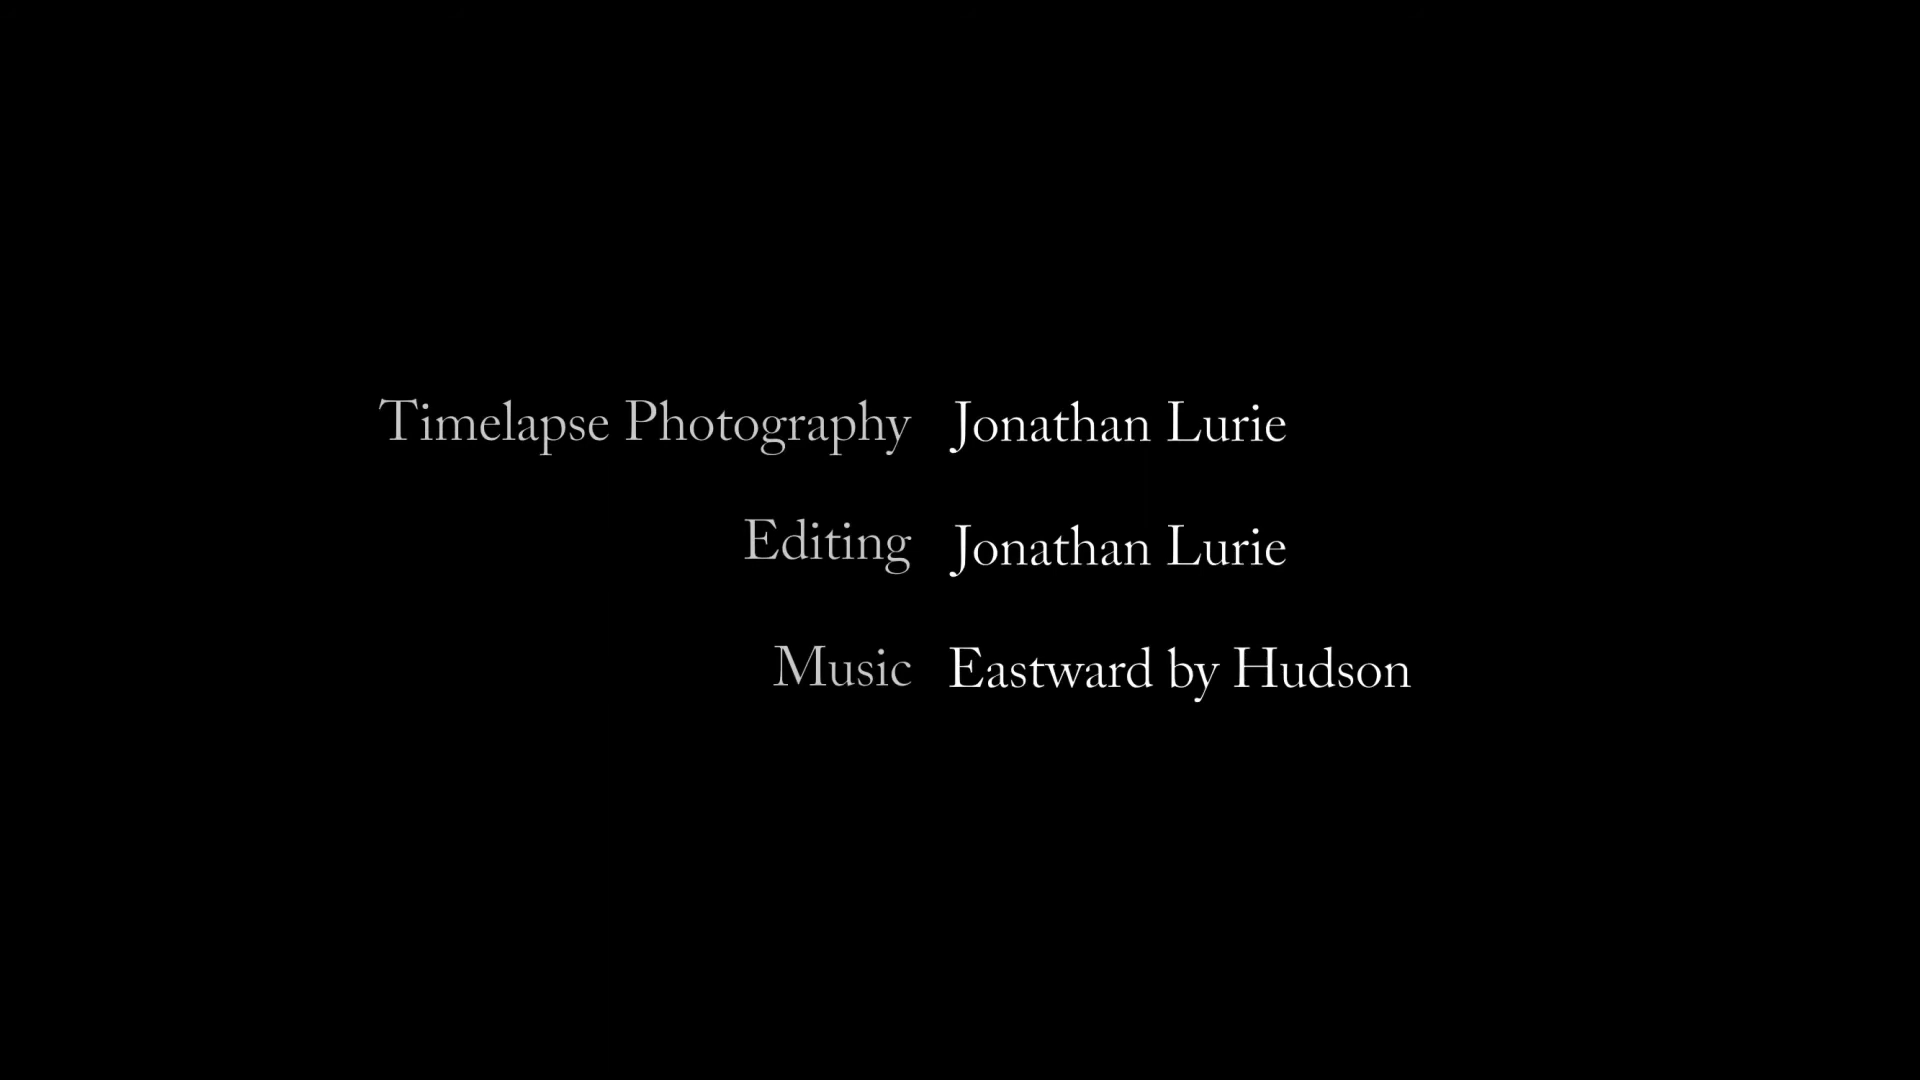 Timelapse Photography Jonathan Lurie
Editing Jonathan Lurie
Music Eastward by Hudson